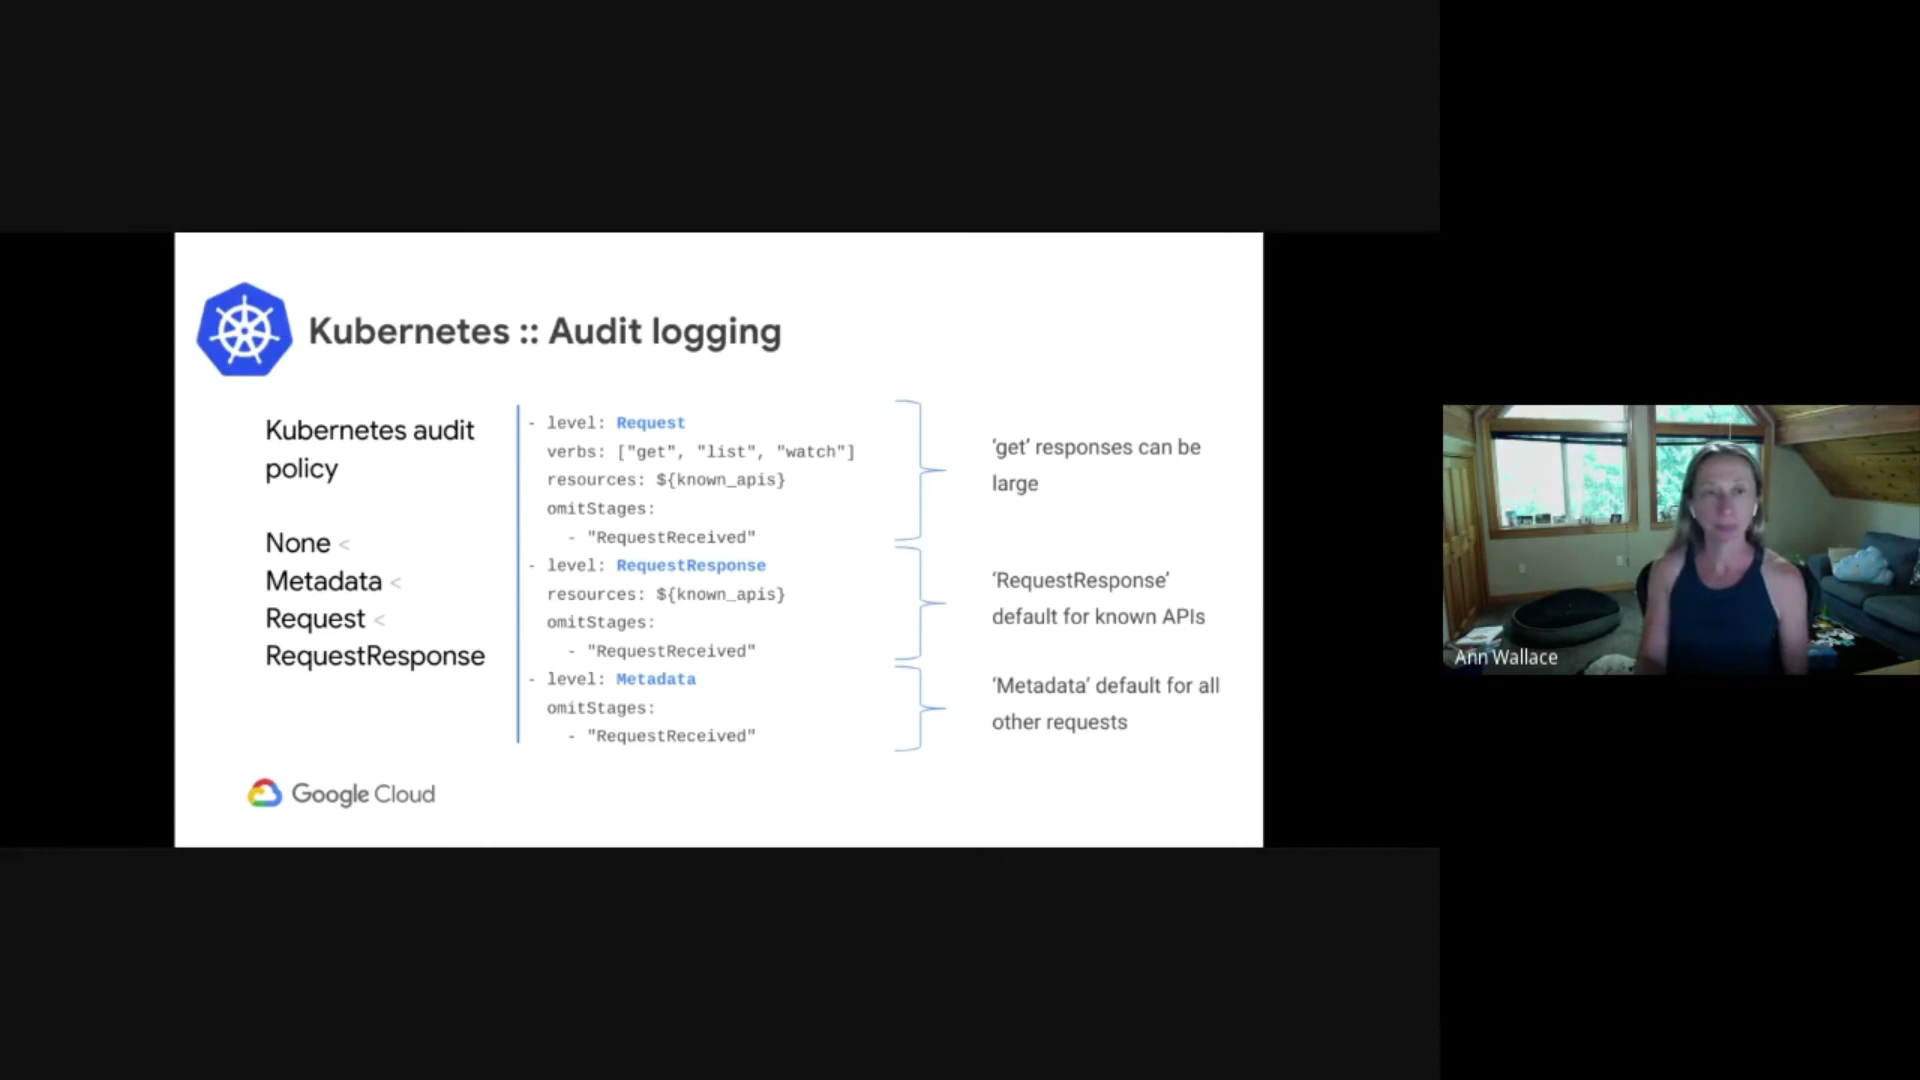 Kubernetes :: Audit logging
Kubernetes audit
policy
None <
Metadata <
Request <
RequestResponse
- level: Request
verbs: ["get", "list", "watch"]
resources: ${known_apis}
omitStages:
- "RequestReceived"
- level: RequestResponse
resources: ${known_apis}
omitStages:
- "RequestReceived"
- level: Metadata
omitStages:
- "RequestReceived"
‘get’ responses can be
large
‘RequestResponse’
default for known APIs
‘Metadata’ default for all
other requests
Google Cloud
Ann Wallace